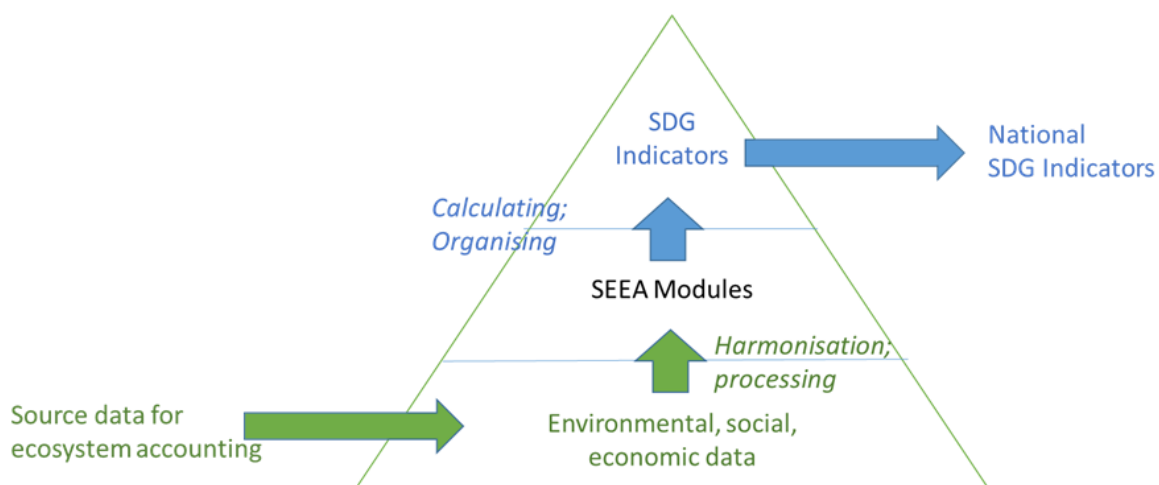 SDG
Indicators
National
SDG Indicators
Calculating;
Organising
SEEA Modules
Harmonisation;
processing
Source data for
ecosystem accounting
Environmental, social,
economic data